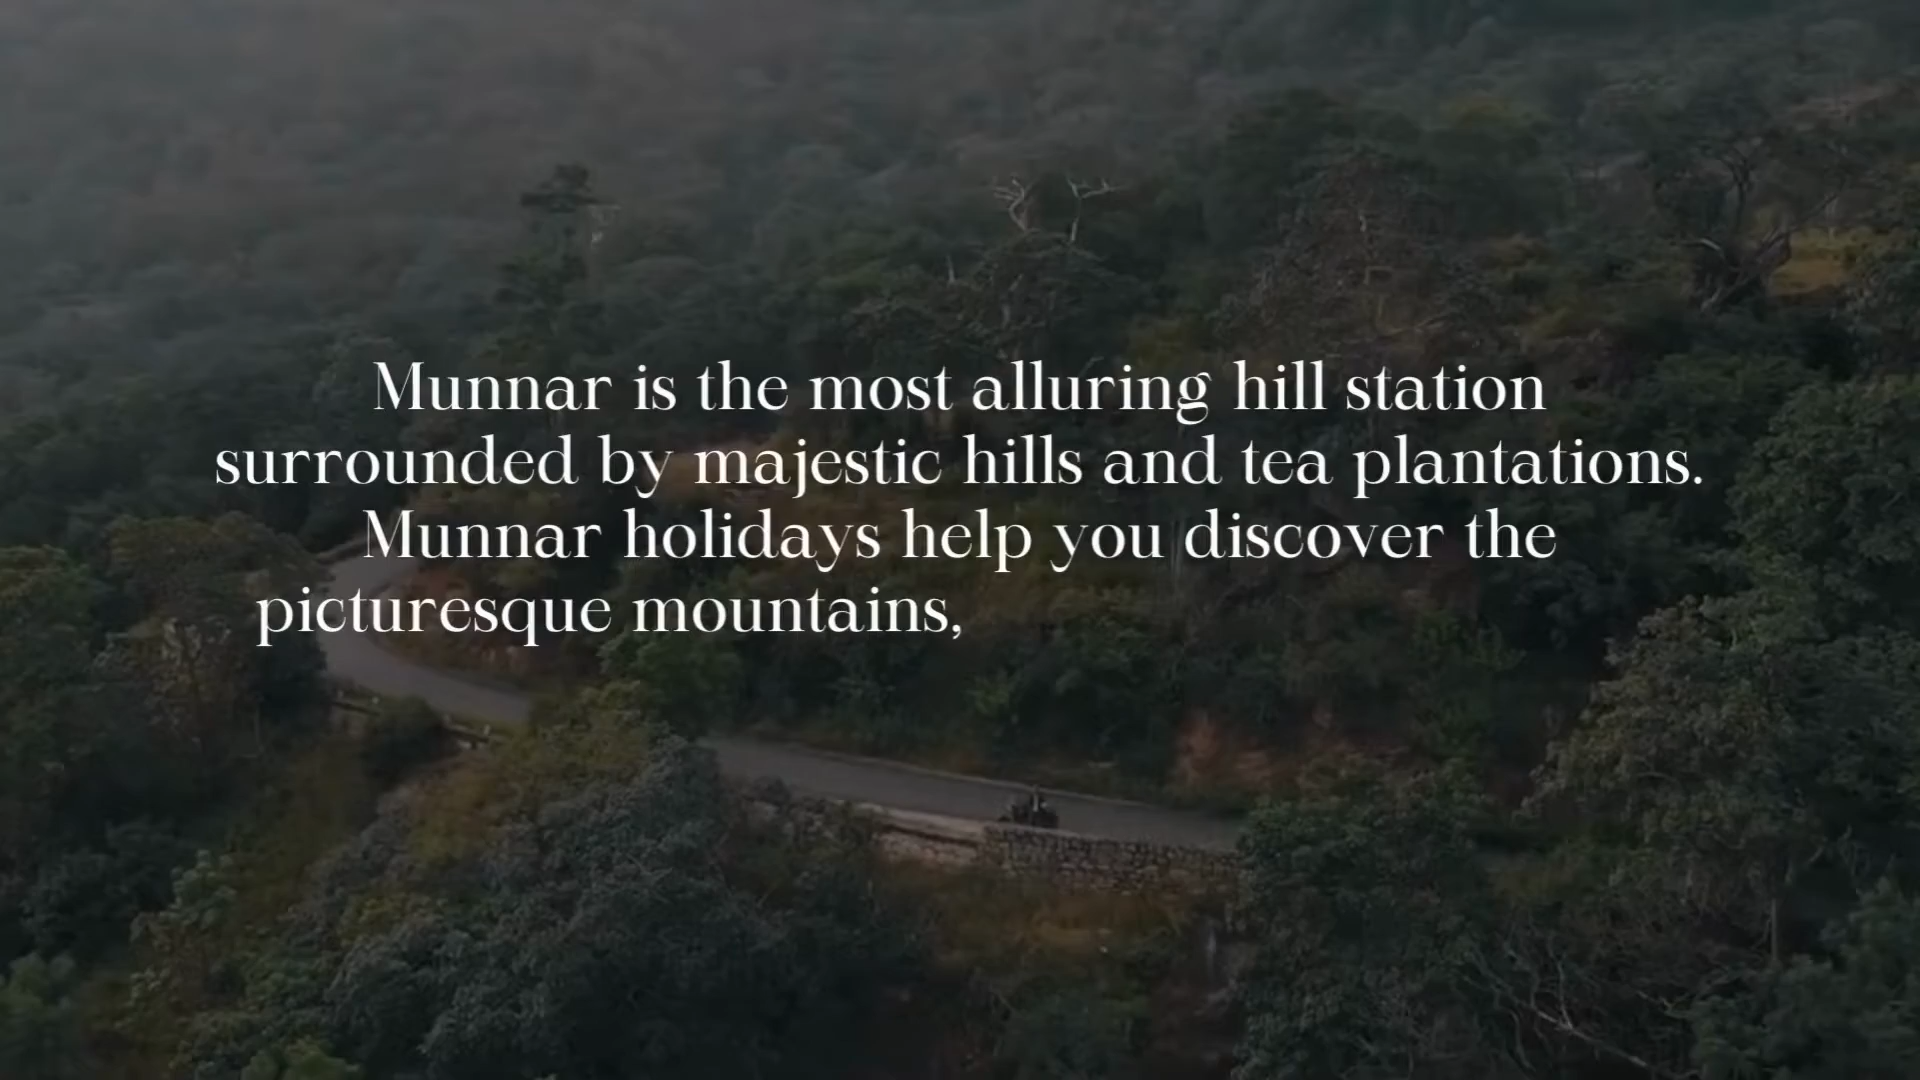 Munnar is the most alluring hill station
surrounded by majestic hills and tea plantations.
Munnar holidays help you discover the
picturesque mountains,